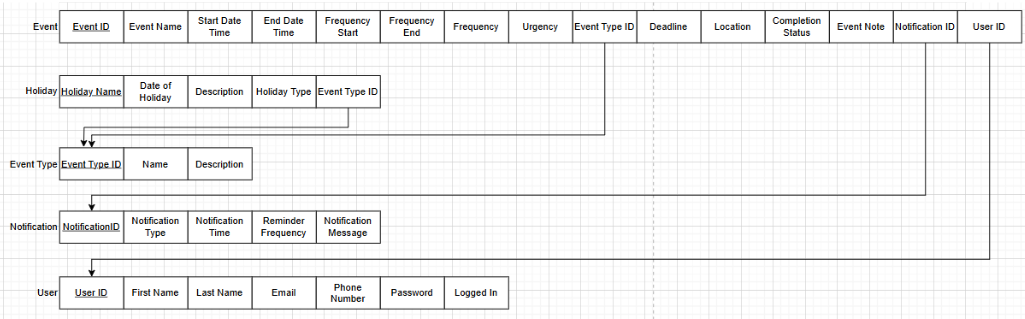 Event Event ID Event Name Start Date Time End Date Time Frequency Start Frequency End Frequency Urgency Event Type ID Deadline Location Completion Status Event Note Notification ID User ID
Holiday Holiday Name Date of Holiday Description Holiday Type Event Type ID
Event Type Event Type ID Name Description
Notification NotificationID Notification Type Notification Time Reminder Frequency Notification Message
User User ID First Name Last Name Email Phone Number Password Logged In